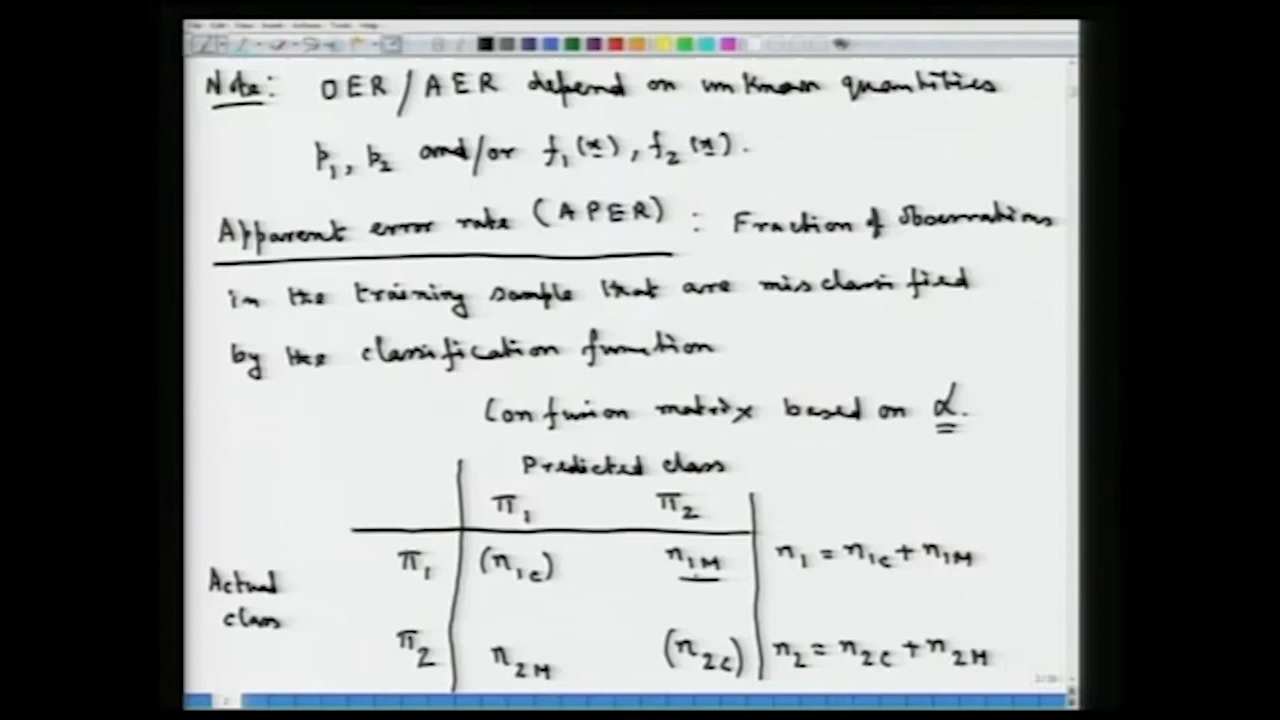 Note: OER/AER depend on unknown quantities
p₁, p₂ and/or f₁(x), f₂(x).
Apparent error rate (APER): Fraction of observations
in the training sample that are misclassified
by the classification function
Confusion matrix based on α.
Predicted class
π₁ π₂
π₁ (n₁C) n₁M n₁ = n₁C + n₁M
Actual
class
π₂ n₂M (n₂C) n₂ = n₂C + n₂M